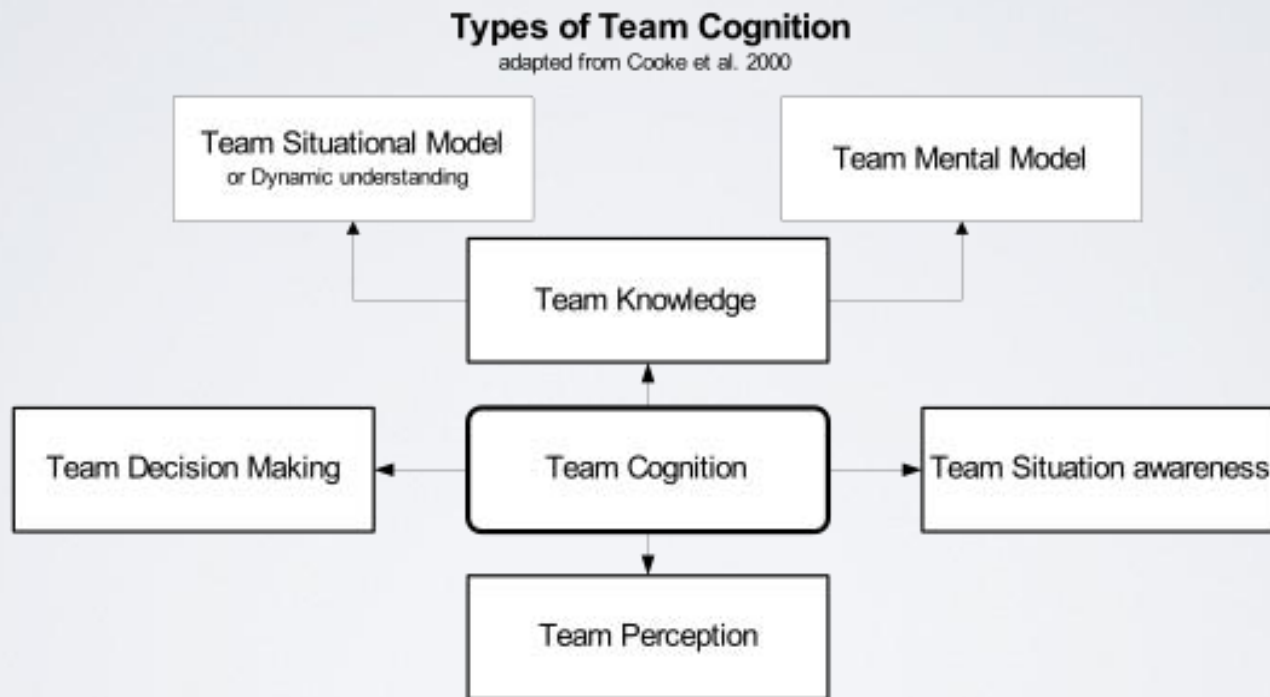 Types of Team Cognition
adapted from Cooke et al. 2000
Team Situational Model
or Dynamic understanding
Team Mental Model
Team Knowledge
Team Decision Making
Team Cognition
Team Situation awareness
Team Perception